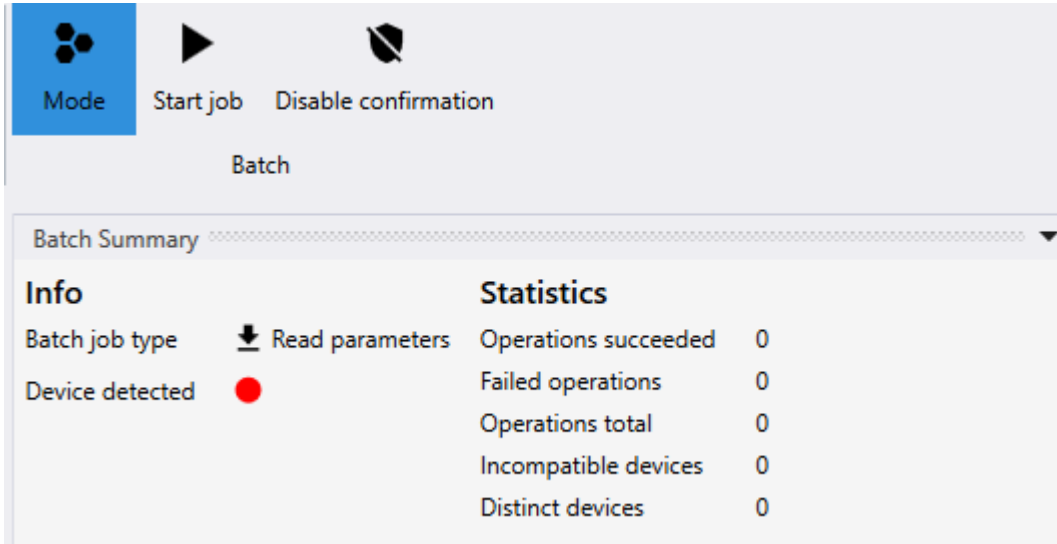 Mode Start job Disable confirmation
Batch
Batch Summary
Info
Batch job type Read parameters
Device detected
Statistics
Operations succeeded 0
Failed operations 0
Operations total 0
Incompatible devices 0
Distinct devices 0